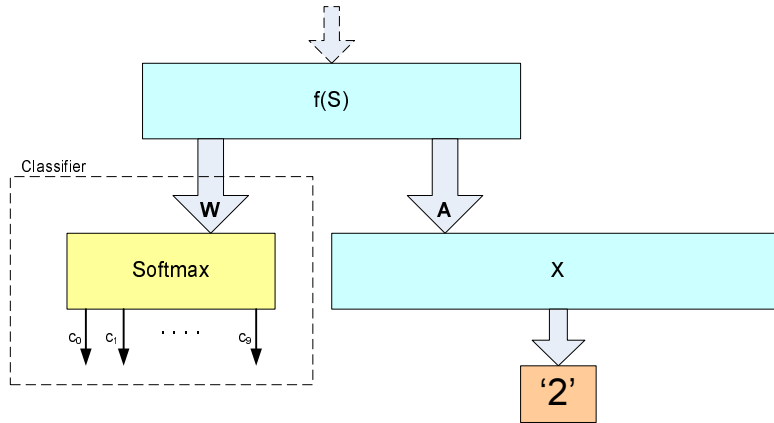 f(S)
Classifier
W
A
Softmax
X
c₀ c₁ . . . . c₉
‘2’